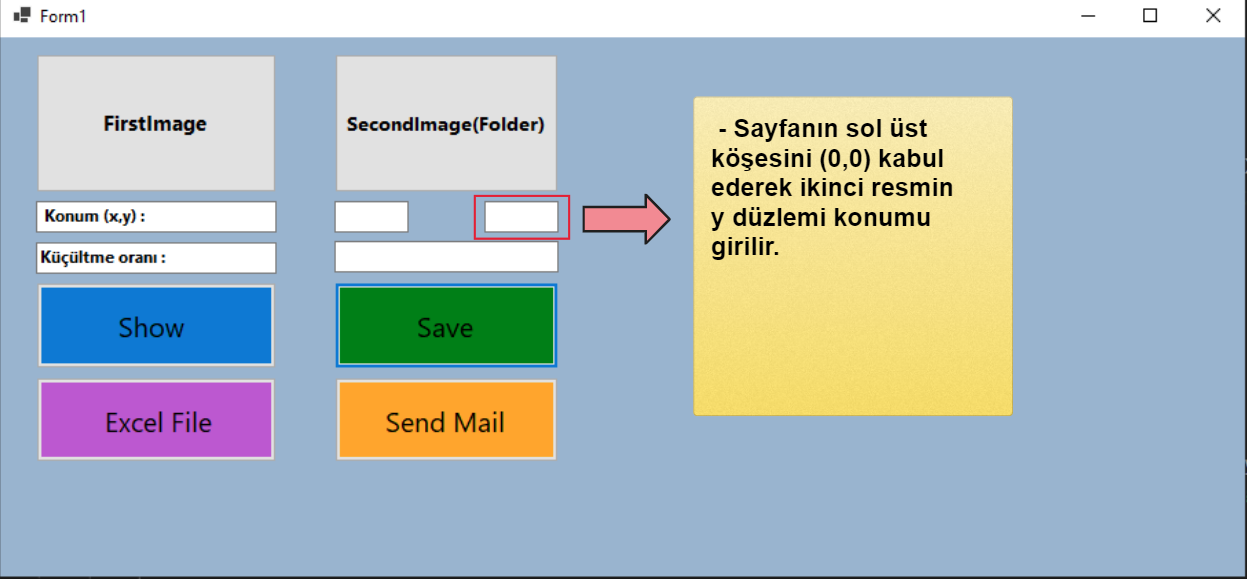 Form1
FirstImage
SecondImage(Folder)
Konum (x,y) :
Küçültme oranı :
Show
Save
Excel File
Send Mail
- Sayfanın sol üst
köşesini (0,0) kabul
ederek ikinci resmin
y düzlemi konumu
girilir.